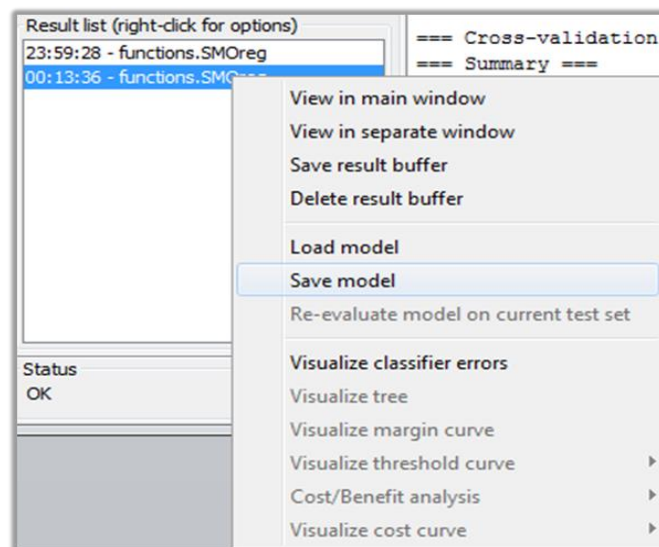 Result list (right-click for options)
23:59:28 - functions.SMOreg
00:13:36 - functions.
=== Cross-validation
=== Summary ===
View in main window
View in separate window
Save result buffer
Delete result buffer
Load model
Save model
Re-evaluate model on current test set
Visualize classifier errors
Visualize tree
Visualize margin curve
Visualize threshold curve
Cost/Benefit analysis
Visualize cost curve
Status
OK